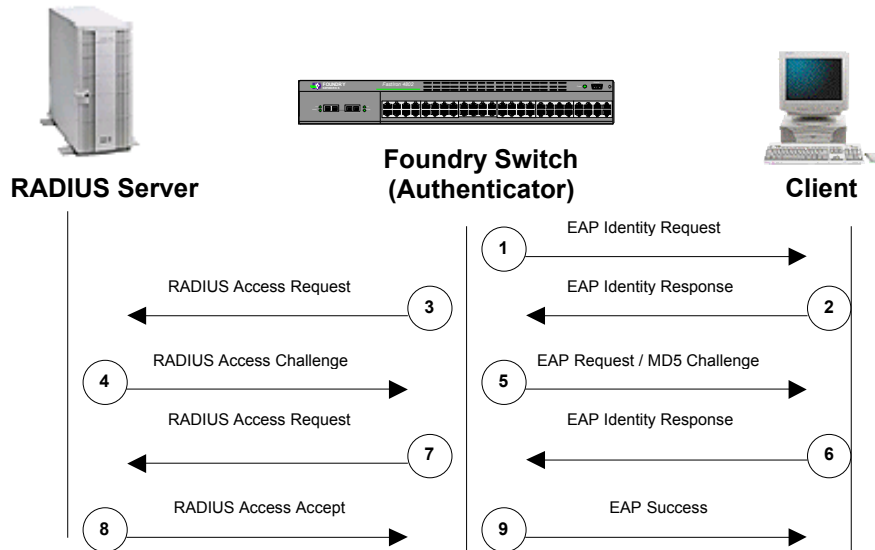 FOUNDRY
RADIUS Server
Foundry Switch
(Authenticator)
Client
1
EAP Identity Request
RADIUS Access Request
3
EAP Identity Response
2
4
RADIUS Access Challenge
5
EAP Request / MD5 Challenge
RADIUS Access Request
7
EAP Identity Response
6
8
RADIUS Access Accept
9
EAP Success